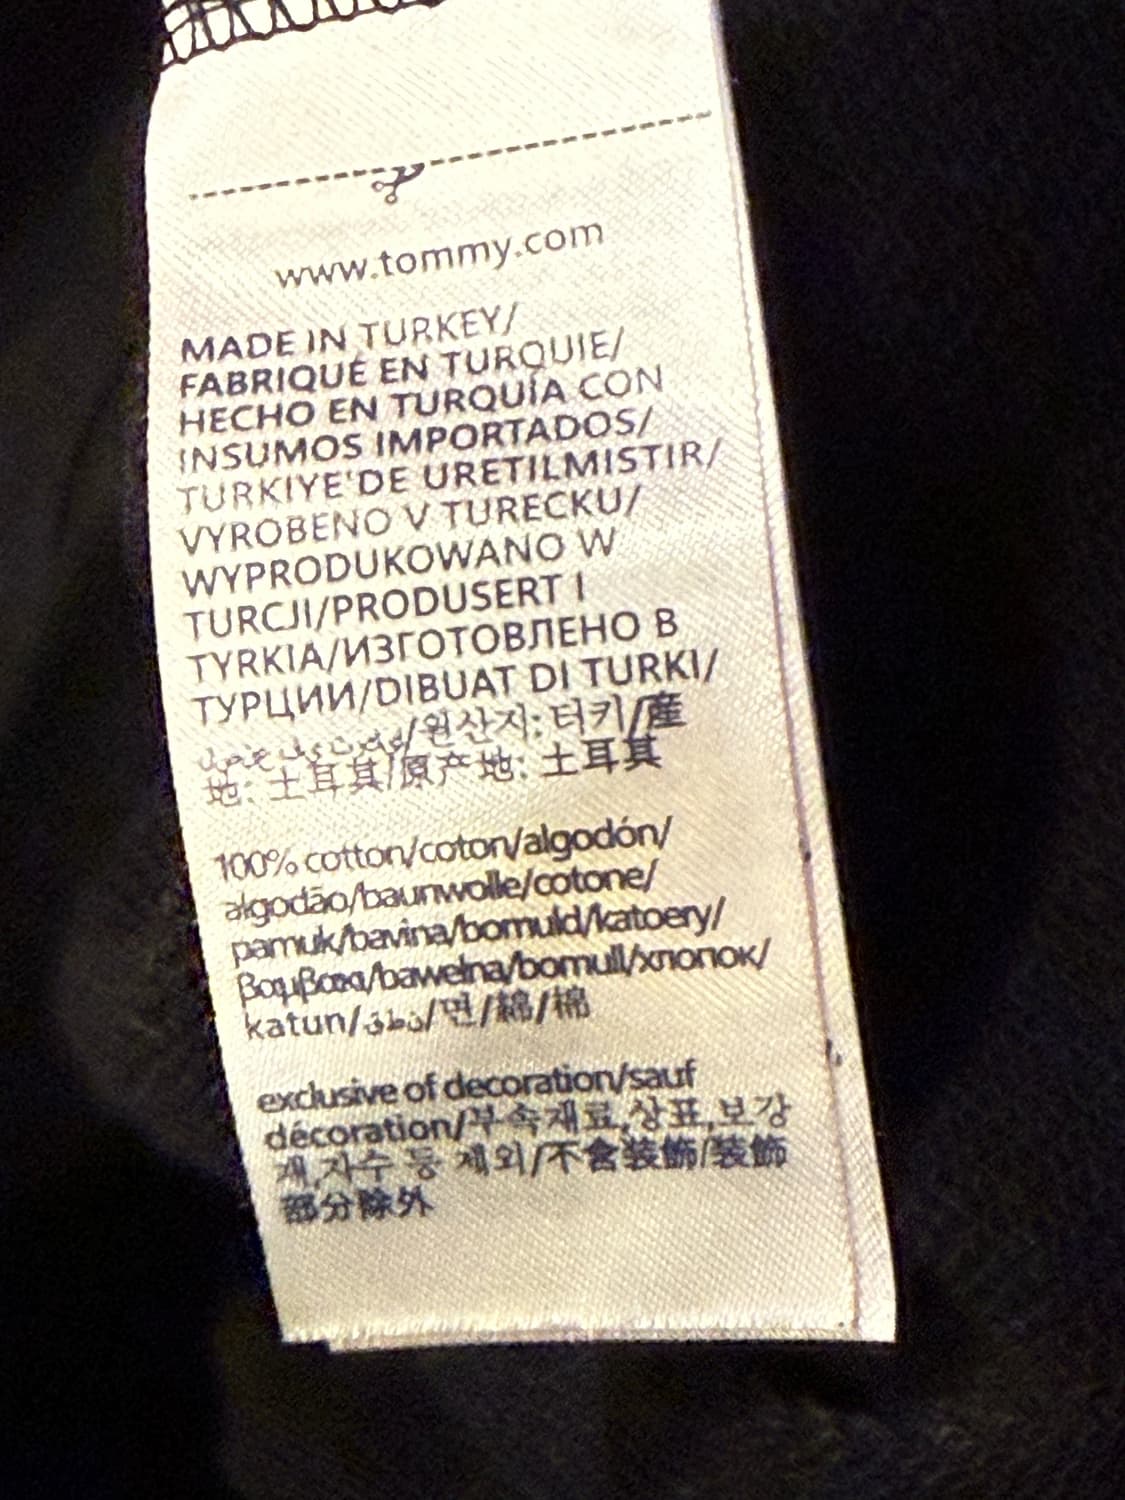 www.tommy.com
MADE IN TURKEY/
FABRIQUÉ EN TURQUIE/
HECHO EN TURQUÍA CON
INSUMOS IMPORTADOS/
TURKIYE'DE URETILMISTIR/
VYROBENO V TURECKU/
WYPRODUKOWANO W
TURCJI/PRODUSERT I
TYRKIA/ИЗГОТОВЛЕНО В
ТУРЦИИ/DIBUAT DI TURKI/
/원산지: 터키/産
地: 土耳其/原产地: 土耳其
100% cotton/coton/algodón/
algodão/baumwolle/cotone/
pamuk/bavlna/bomuld/katoen/
βαμβακι/bawełna/bomull/хлопок/
katun/قطن/면/綿/棉
exclusive of decoration/sauf
décoration/부속재료,상표,보강
재,자수 등 제외/不含装飾/装飾
部分除外